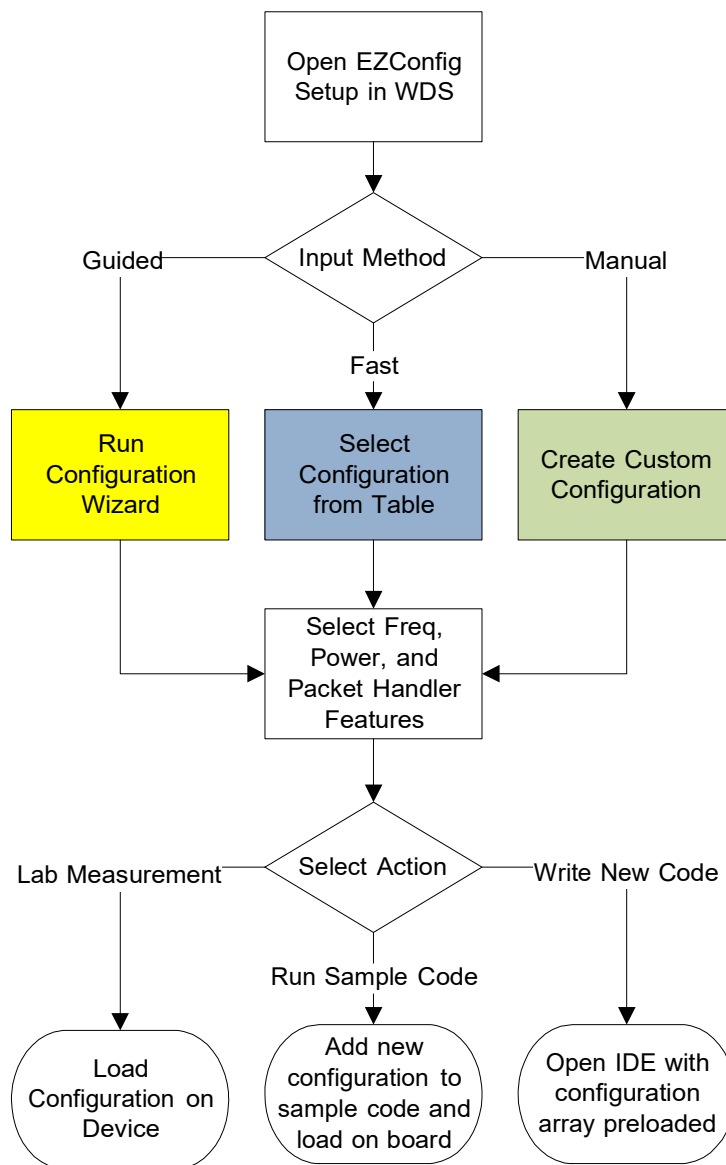 Open EZConfig
Setup in WDS
Input Method
Guided
Manual
Fast
Run
Configuration
Wizard
Select
Configuration
from Table
Create Custom
Configuration
Select Freq,
Power, and
Packet Handler
Features
Select Action
Lab Measurement
Write New Code
Run Sample Code
Load
Configuration on
Device
Add new
configuration to
sample code and
load on board
Open IDE with
configuration
array preloaded